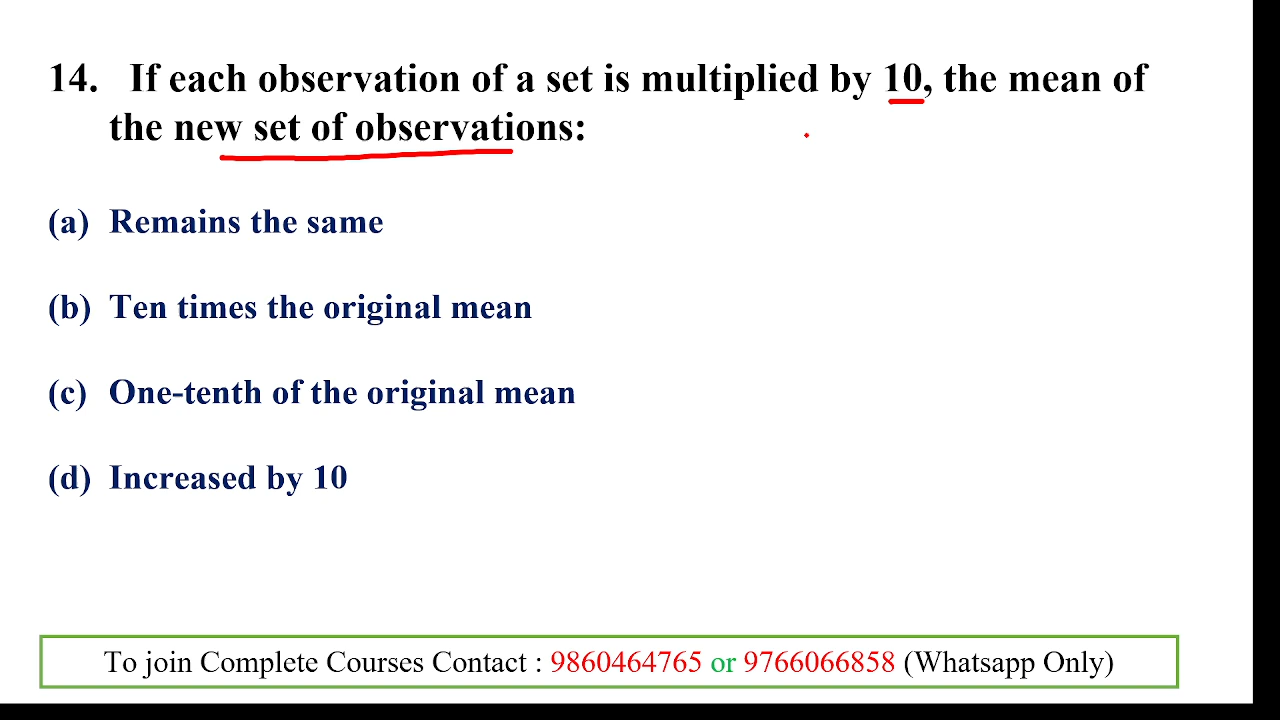 14. If each observation of a set is multiplied by 10, the mean of
the new set of observations:
(a) Remains the same
(b) Ten times the original mean
(c) One-tenth of the original mean
(d) Increased by 10
To join Complete Courses Contact : 9860464765 or 9766066858 (Whatsapp Only)